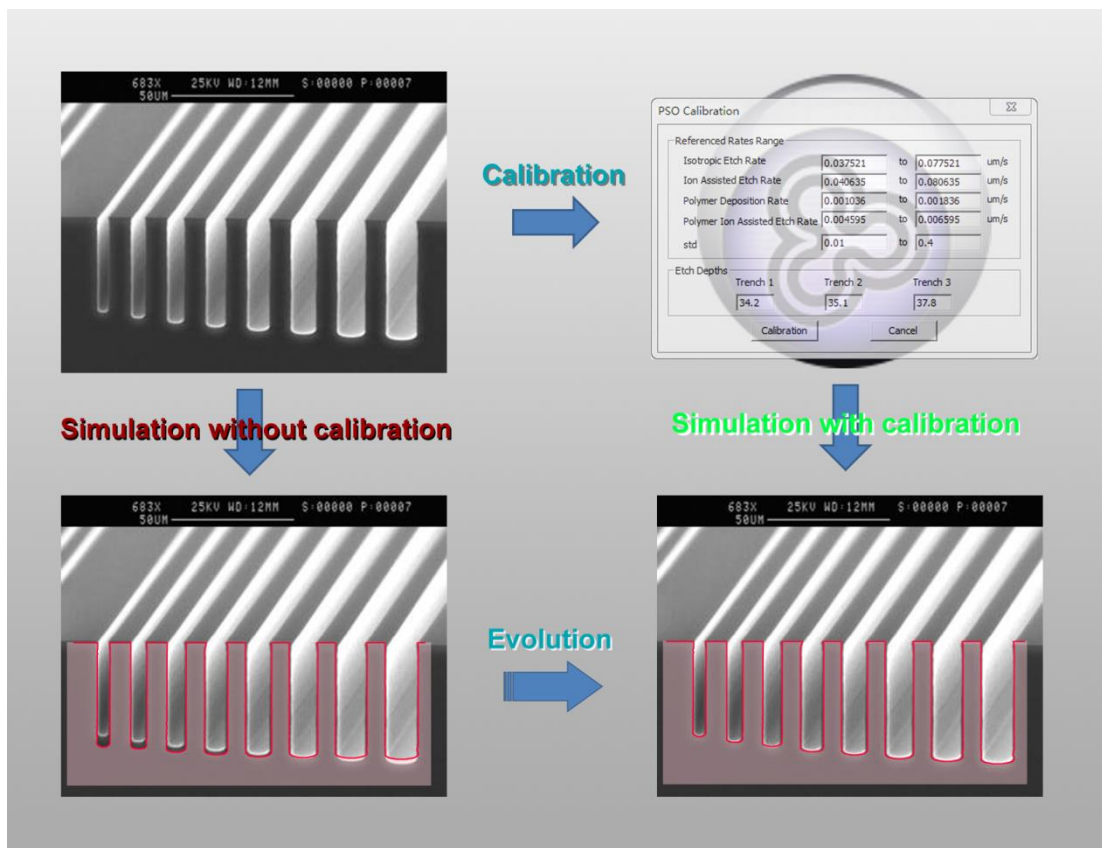 683X 25KV WD:12MM S:00000 P:00007
50UM
Calibration
PSO Calibration
Referenced Rates Range
Isotropic Etch Rate 0.037521 to 0.077521 um/s
Ion Assisted Etch Rate 0.040635 to 0.080635 um/s
Polymer Deposition Rate 0.001036 to 0.001836 um/s
Polymer Ion Assisted Etch Rate 0.004595 to 0.006595 um/s
std 0.01 to 0.4
Etch Depths
Trench 1 Trench 2 Trench 3
34.2 35.1 37.8
Calibration Cancel
Simulation without calibration
Simulation with calibration
683X 25KV WD:12MM S:00000 P:00007
50UM
Evolution
683X 25KV WD:12MM S:00000 P:00007
50UM